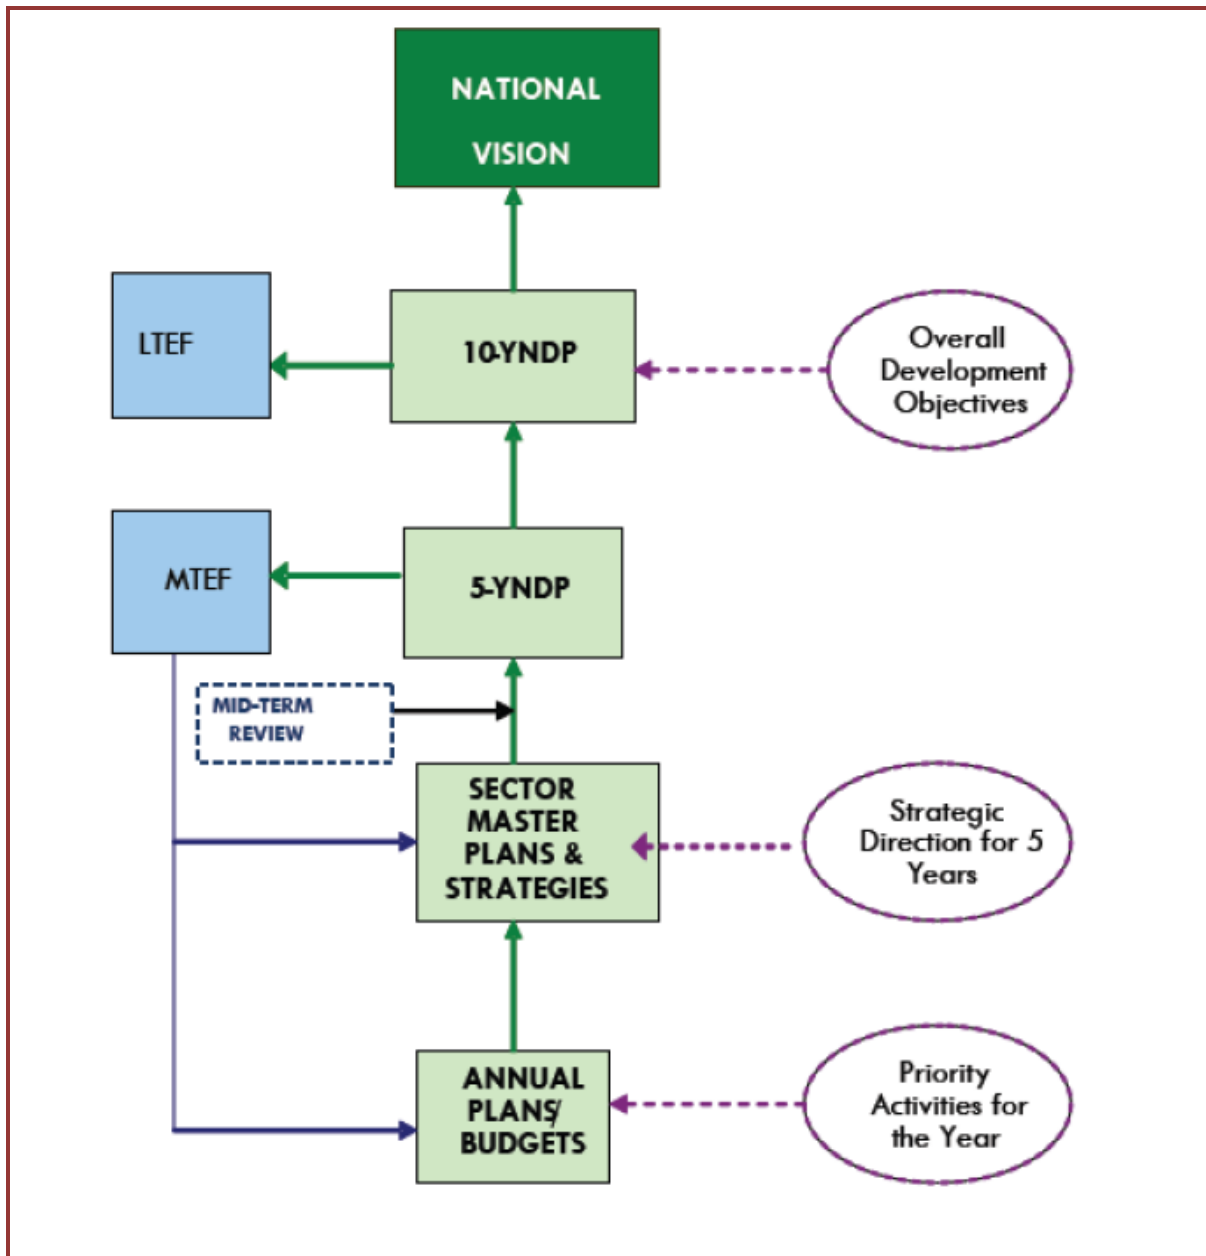 NATIONAL
VISION
LTEF
10-YNDP
Overall
Development
Objectives
MTEF
5-YNDP
MID-TERM
REVIEW
SECTOR
MASTER
PLANS &
STRATEGIES
Strategic
Direction for 5
Years
ANNUAL
PLANS/
BUDGETS
Priority
Activities for
the Year